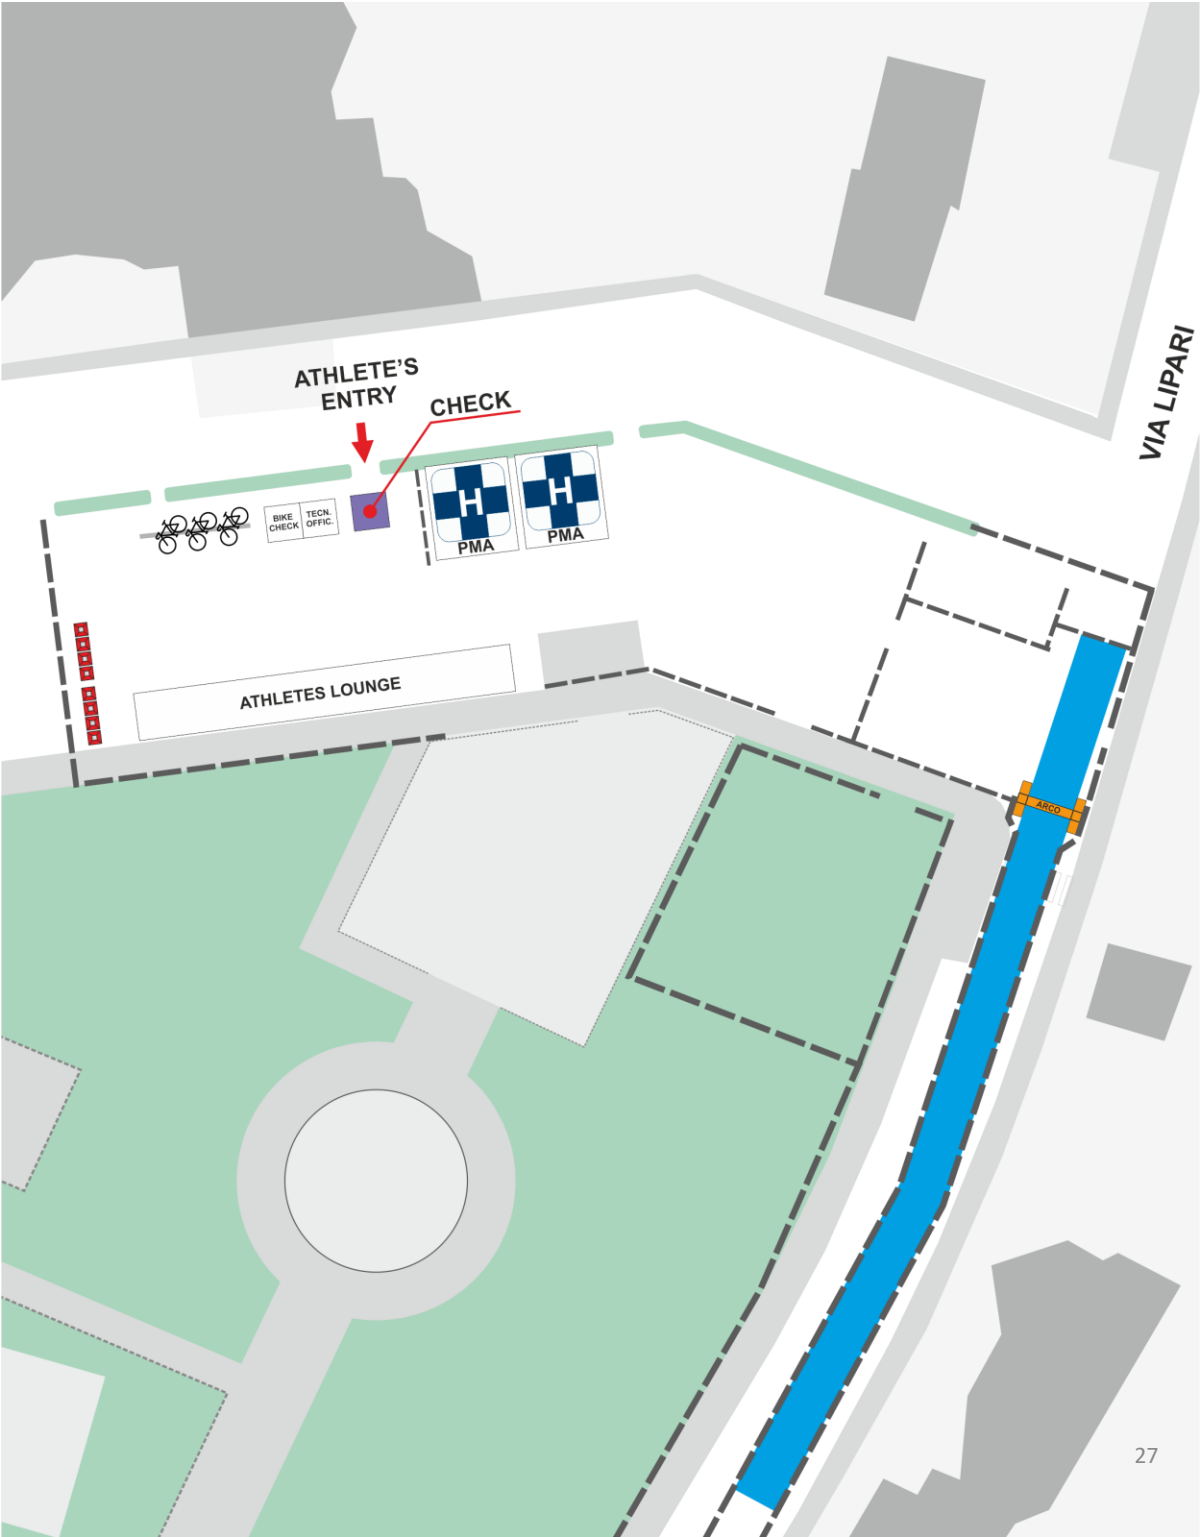 ATHLETE'S
ENTRY
CHECK
VIA LIPARI
BIKE
CHECK
TECN.
OFFIC.
H
PMA
H
PMA
ATHLETES LOUNGE
ARCO
27